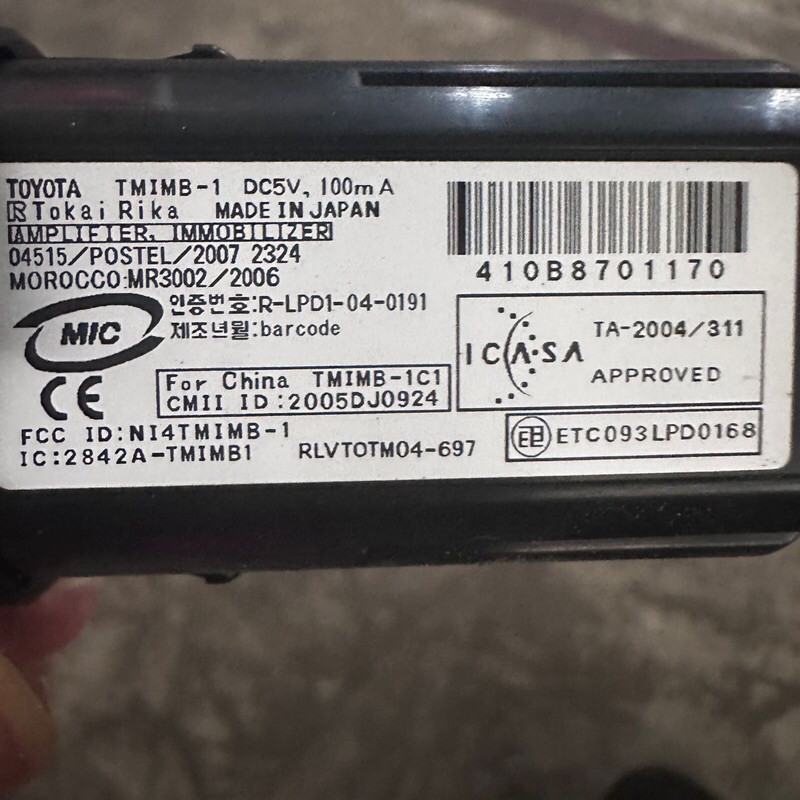 TOYOTA TMIMB-1 DC5V, 100mA
R Tokai Rika MADE IN JAPAN
AMPLIFIER, IMMOBILIZER
04515/POSTEL/2007 2324
MOROCCO:MR3002/2006
410B8701170
MIC
인증번호:R-LPD1-04-0191
제조년월:barcode
ICASA
TA-2004/311
APPROVED
CE
For China TMIMB-1C1
CMII ID:2005DJ0924
FCC ID:NI4TMIMB-1
IC:2842A-TMIMB1
RLVTOTM04-697
ETC093LPD0168